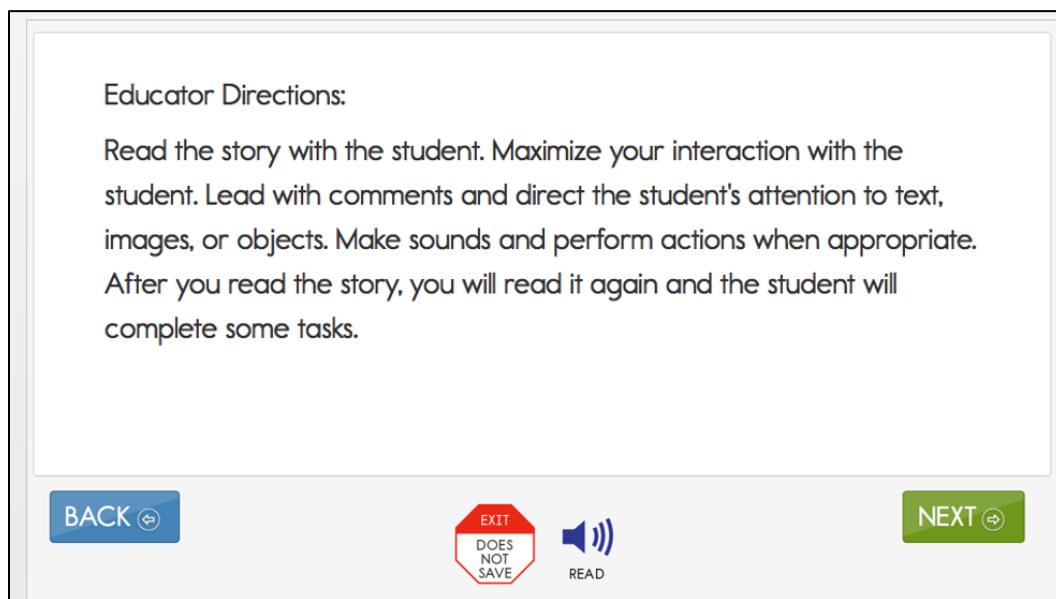 Educator Directions:
Read the story with the student. Maximize your interaction with the
student. Lead with comments and direct the student's attention to text,
images, or objects. Make sounds and perform actions when appropriate.
After you read the story, you will read it again and the student will
complete some tasks.
BACK
EXIT
DOES
NOT
SAVE
READ
NEXT